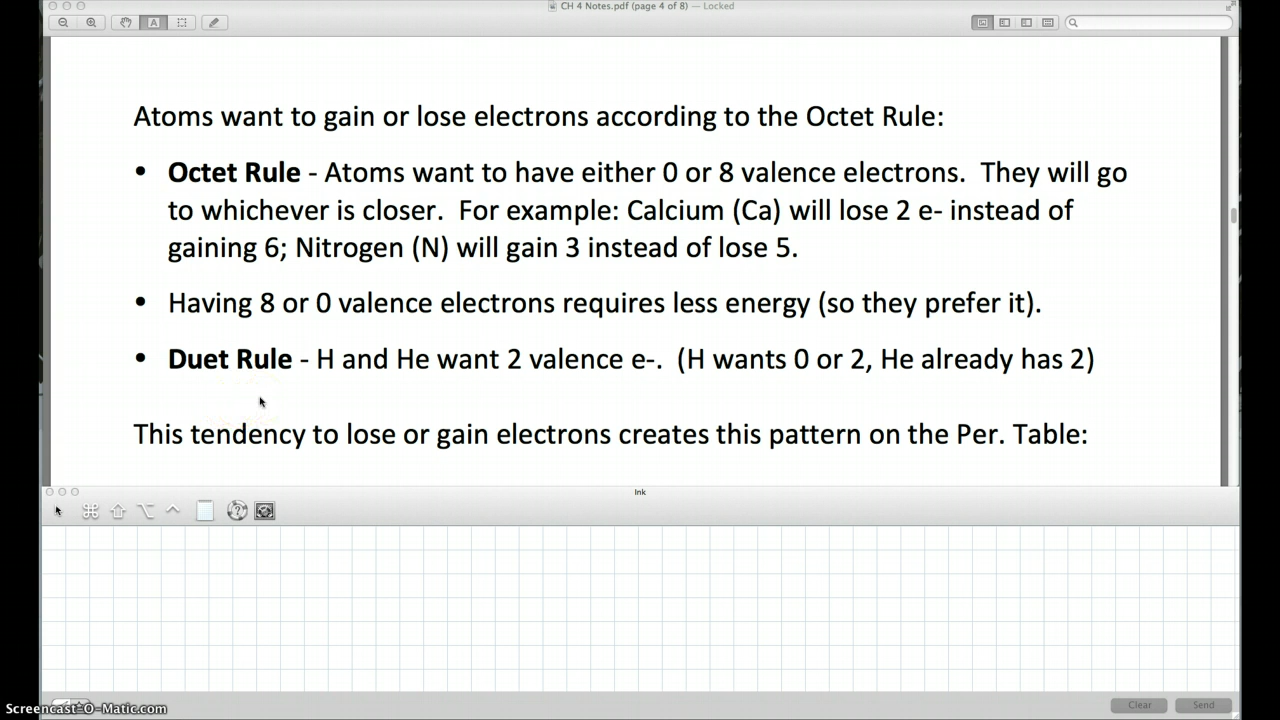 CH 4 Notes.pdf (page 4 of 8) — Locked
Atoms want to gain or lose electrons according to the Octet Rule:
• Octet Rule - Atoms want to have either 0 or 8 valence electrons.  They will go
to whichever is closer.  For example: Calcium (Ca) will lose 2 e- instead of
gaining 6; Nitrogen (N) will gain 3 instead of lose 5.
• Having 8 or 0 valence electrons requires less energy (so they prefer it).
• Duet Rule - H and He want 2 valence e-.  (H wants 0 or 2, He already has 2)
This tendency to lose or gain electrons creates this pattern on the Per. Table:
Ink
Screencast-O-Matic.com
Clear Send